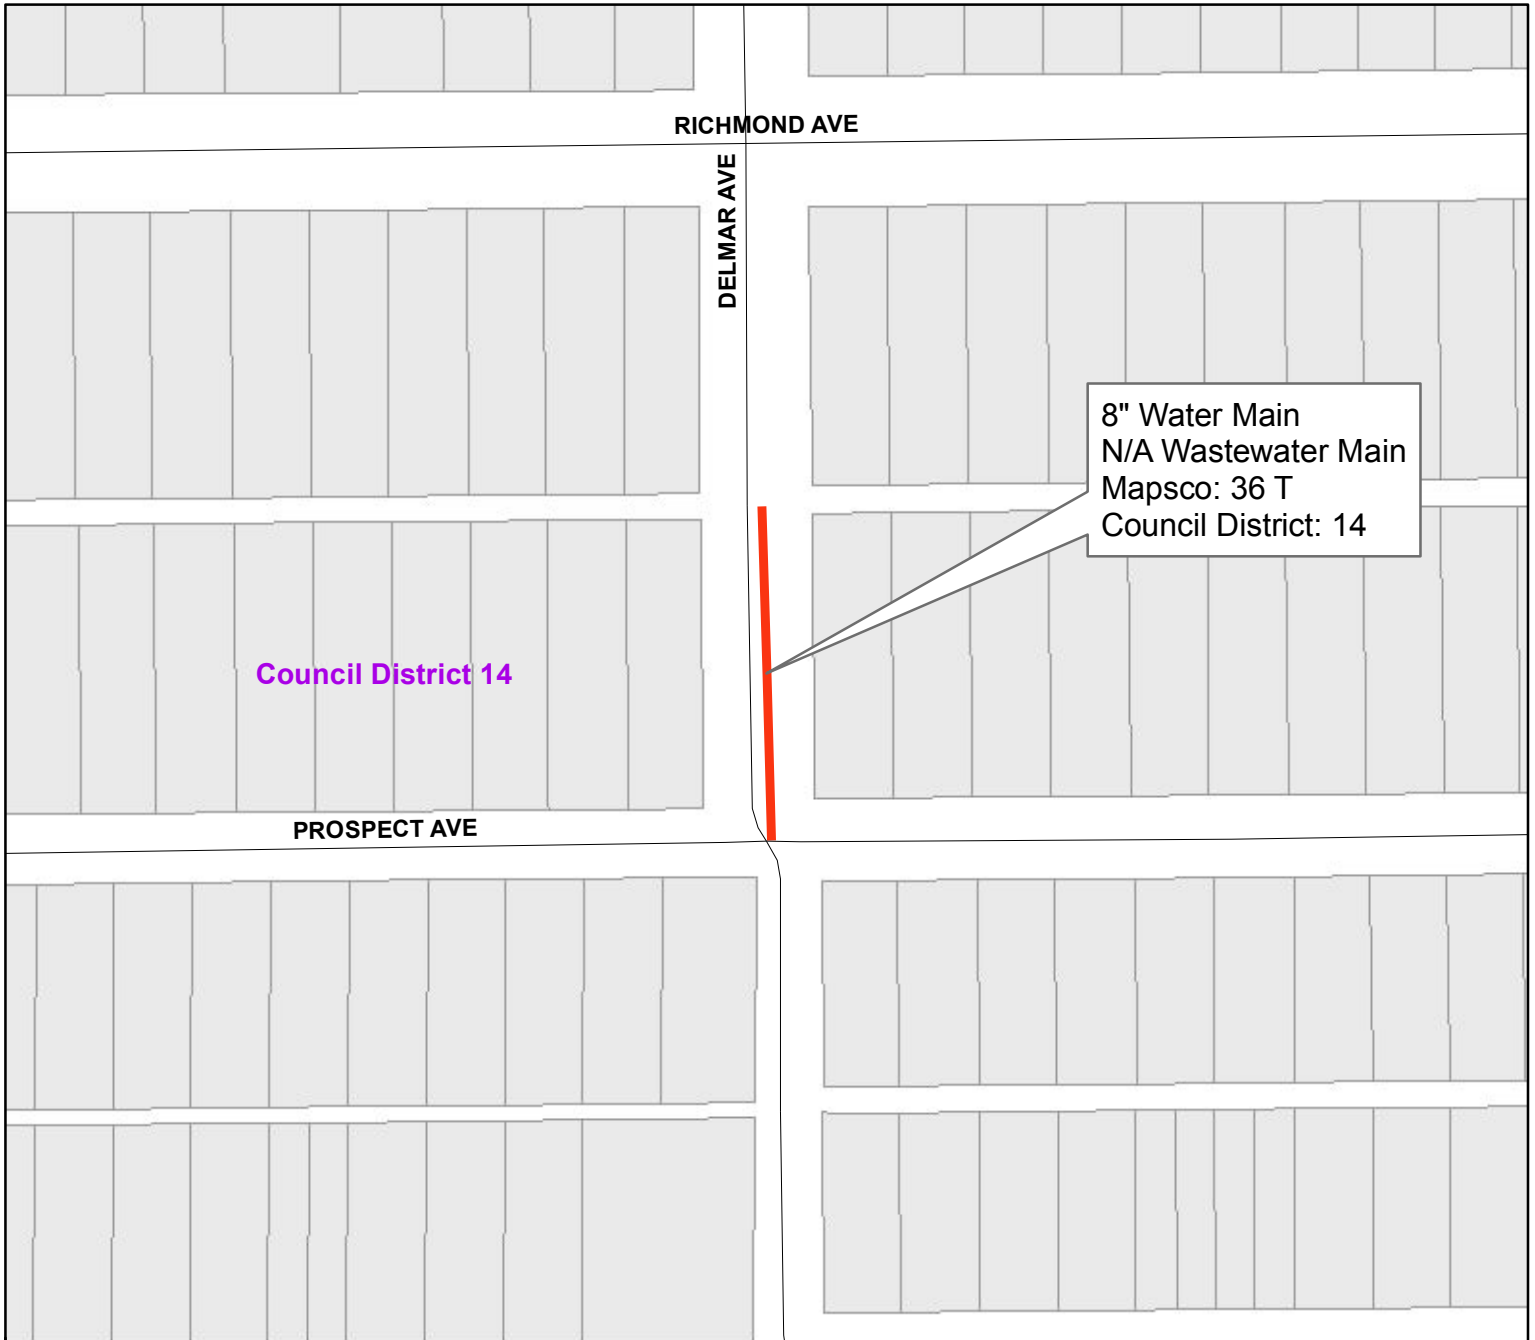 RICHMOND AVE
DELMAR AVE
8" Water Main
N/A Wastewater Main
Mapsco: 36 T
Council District: 14
Council District 14
PROSPECT AVE